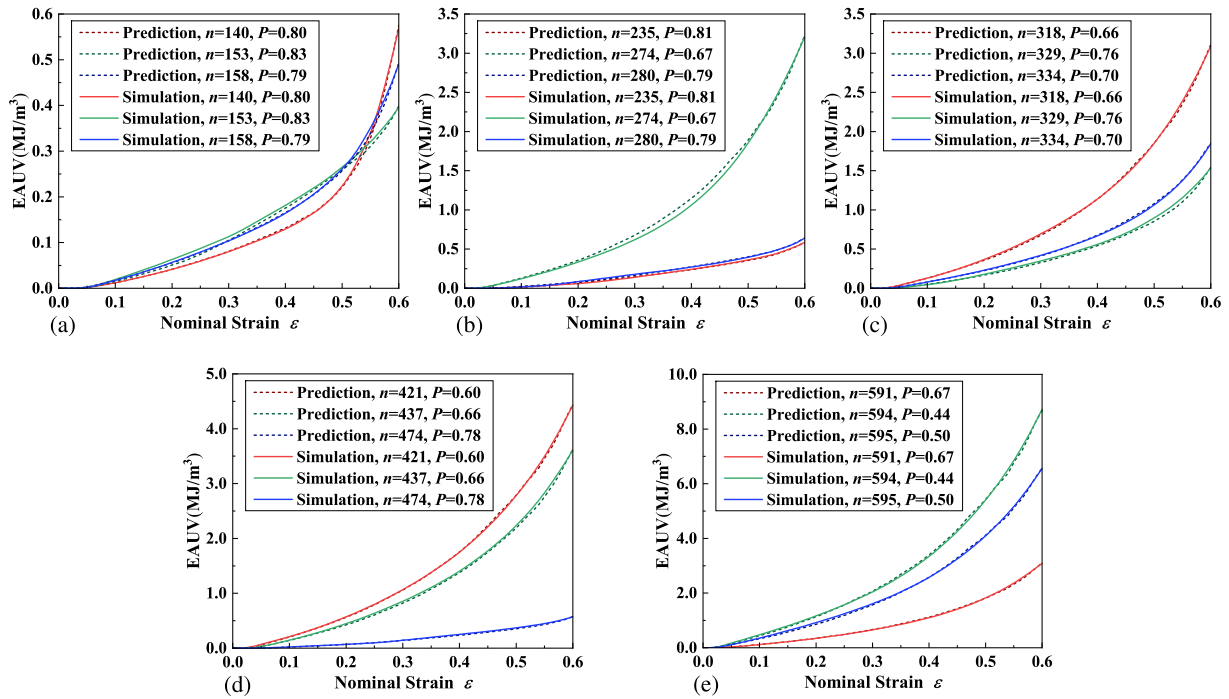 0.6
0.5
0.4
0.3
0.2
0.1
0.0
EAUV(MJ/m³)
Prediction, n=140, P=0.80
Prediction, n=153, P=0.83
Prediction, n=158, P=0.79
Simulation, n=140, P=0.80
Simulation, n=153, P=0.83
Simulation, n=158, P=0.79
0.0 0.1 0.2 0.3 0.4 0.5 0.6
Nominal Strain ε
(a)
3.5
3.0
2.5
2.0
1.5
1.0
0.5
0.0
EAUV(MJ/m³)
Prediction, n=235, P=0.81
Prediction, n=274, P=0.67
Prediction, n=280, P=0.79
Simulation, n=235, P=0.81
Simulation, n=274, P=0.67
Simulation, n=280, P=0.79
0.0 0.1 0.2 0.3 0.4 0.5 0.6
Nominal Strain ε
(b)
3.5
3.0
2.5
2.0
1.5
1.0
0.5
0.0
EAUV(MJ/m³)
Prediction, n=318, P=0.66
Prediction, n=329, P=0.76
Prediction, n=334, P=0.70
Simulation, n=318, P=0.66
Simulation, n=329, P=0.76
Simulation, n=334, P=0.70
0.0 0.1 0.2 0.3 0.4 0.5 0.6
Nominal Strain ε
(c)
5.0
4.0
3.0
2.0
1.0
0.0
EAUV(MJ/m³)
Prediction, n=421, P=0.60
Prediction, n=437, P=0.66
Prediction, n=474, P=0.78
Simulation, n=421, P=0.60
Simulation, n=437, P=0.66
Simulation, n=474, P=0.78
0.0 0.1 0.2 0.3 0.4 0.5 0.6
Nominal Strain ε
(d)
10.0
8.0
6.0
4.0
2.0
0.0
EAUV(MJ/m³)
Prediction, n=591, P=0.67
Prediction, n=594, P=0.44
Prediction, n=595, P=0.50
Simulation, n=591, P=0.67
Simulation, n=594, P=0.44
Simulation, n=595, P=0.50
0.0 0.1 0.2 0.3 0.4 0.5 0.6
Nominal Strain ε
(e)